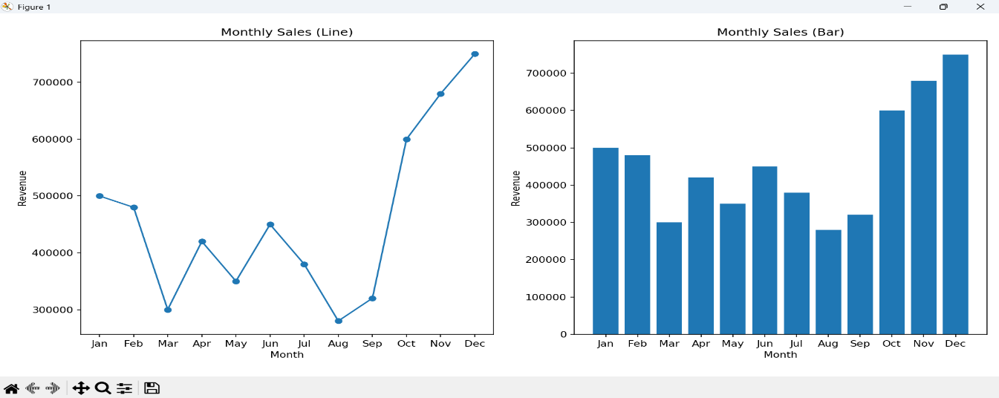 Figure 1
Monthly Sales (Line)
700000
600000
500000
400000
300000
Revenue
Jan Feb Mar Apr May Jun Jul Aug Sep Oct Nov Dec
Month
Monthly Sales (Bar)
700000
600000
500000
400000
300000
200000
100000
0
Revenue
Jan Feb Mar Apr May Jun Jul Aug Sep Oct Nov Dec
Month